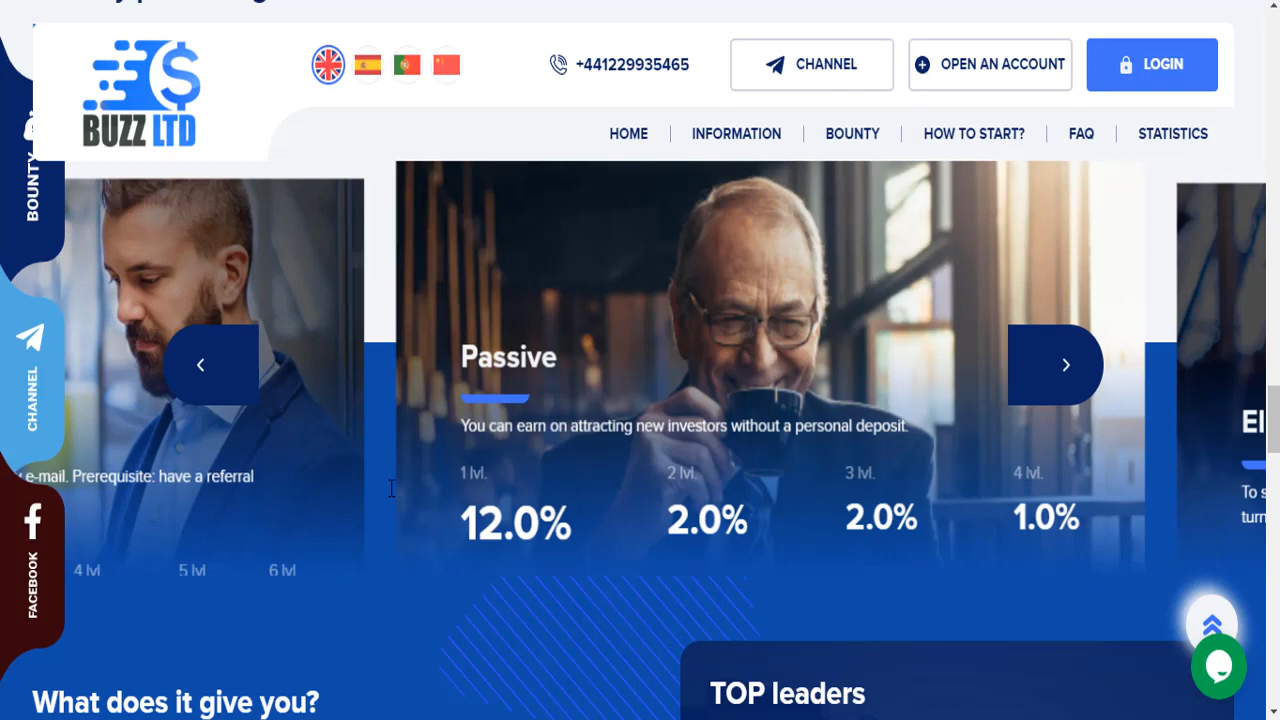 BUZZ LTD
+441229935465
CHANNEL
OPEN AN ACCOUNT
LOGIN
HOME
INFORMATION
BOUNTY
HOW TO START?
FAQ
STATISTICS
BOUNTY
CHANNEL
FACEBOOK
e-mail. Prerequisite: have a referral
4 lvl
5 lvl
6 lvl
Passive
You can earn on attracting new investors without a personal deposit.
1 lvl. 2 lvl. 3 lvl. 4 lvl.
12.0% 2.0% 2.0% 1.0%
El
To s
turn
What does it give you?
TOP leaders